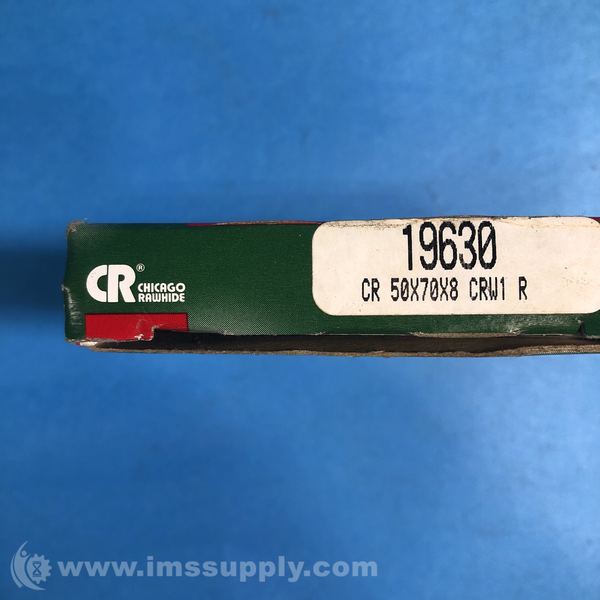 CR®
CHICAGO
RAWHIDE
19630
CR 50X70X8 CRW1 R
www.imssupply.com